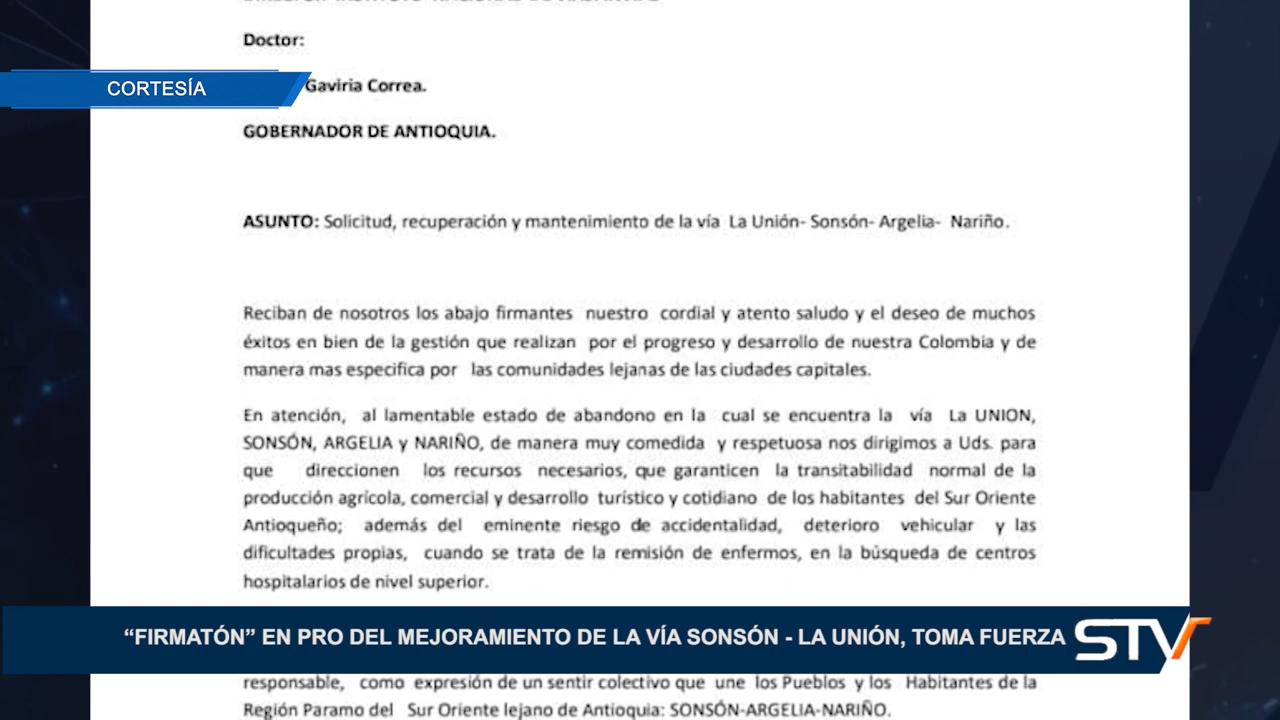 Doctor:
CORTESÍA
Gaviria Correa.
GOBERNADOR DE ANTIOQUIA.
ASUNTO: Solicitud, recuperación y mantenimiento de la vía La Unión- Sonsón- Argelia- Nariño.
Reciban de nosotros los abajo firmantes nuestro cordial y atento saludo y el deseo de muchos
éxitos en bien de la gestión que realizan por el progreso y desarrollo de nuestra Colombia y de
manera mas especifica por las comunidades lejanas de las ciudades capitales.
En atención, al lamentable estado de abandono en la cual se encuentra la vía La UNION,
SONSÓN, ARGELIA y NARIÑO, de manera muy comedida y respetuosa nos dirigimos a Uds. para
que direccionen los recursos necesarios, que garanticen la transitabilidad normal de la
producción agrícola, comercial y desarrollo turístico y cotidiano de los habitantes del Sur Oriente
Antioqueño; además del eminente riesgo de accidentalidad, deterioro vehicular y las
dificultades propias, cuando se trata de la remisión de enfermos, en la búsqueda de centros
hospitalarios de nivel superior.
“FIRMATÓN” EN PRO DEL MEJORAMIENTO DE LA VÍA SONSÓN - LA UNIÓN, TOMA FUERZA
STV
responsable, como expresión de un sentir colectivo que une los Pueblos y los Habitantes de la
Región Paramo del Sur Oriente lejano de Antioquia: SONSÓN-ARGELIA-NARIÑO.